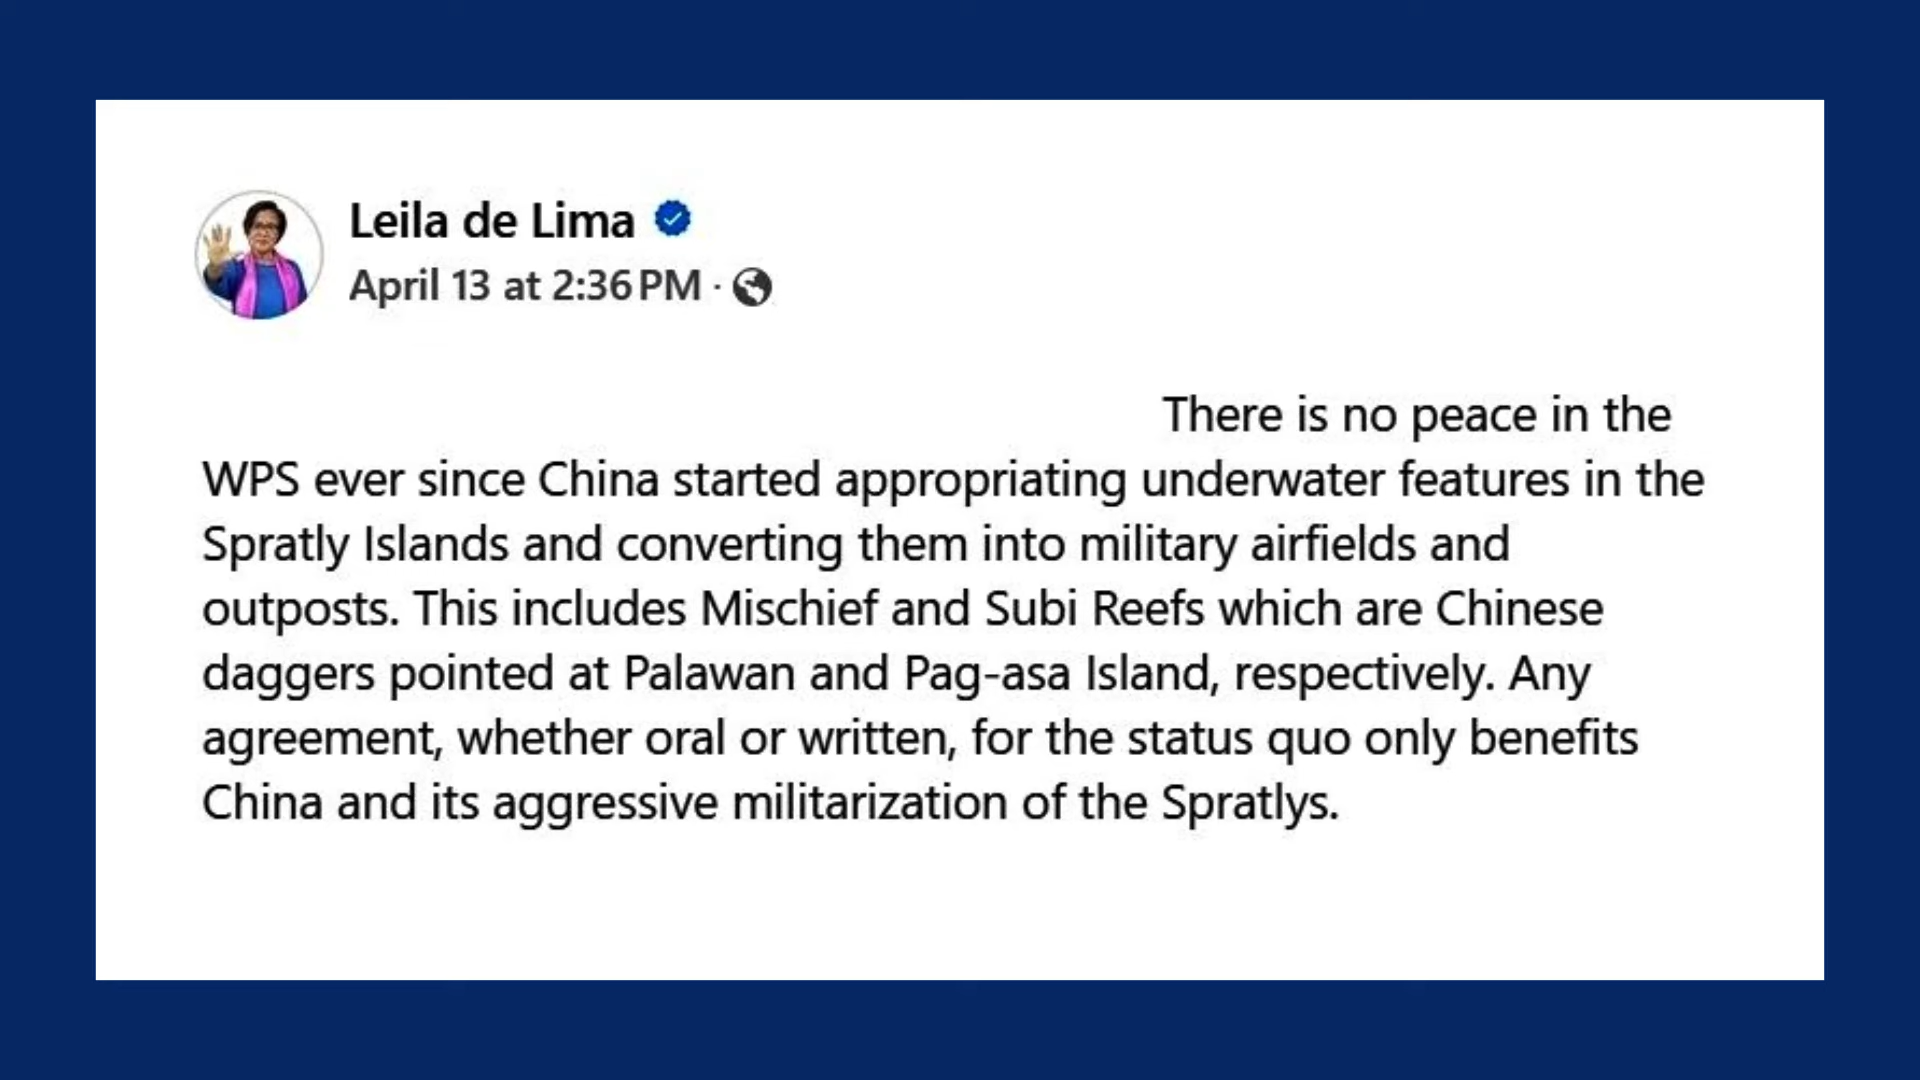 Leila de Lima
April 13 at 2:36 PM ·
There is no peace in the
WPS ever since China started appropriating underwater features in the
Spratly Islands and converting them into military airfields and
outposts. This includes Mischief and Subi Reefs which are Chinese
daggers pointed at Palawan and Pag-asa Island, respectively. Any
agreement, whether oral or written, for the status quo only benefits
China and its aggressive militarization of the Spratlys.